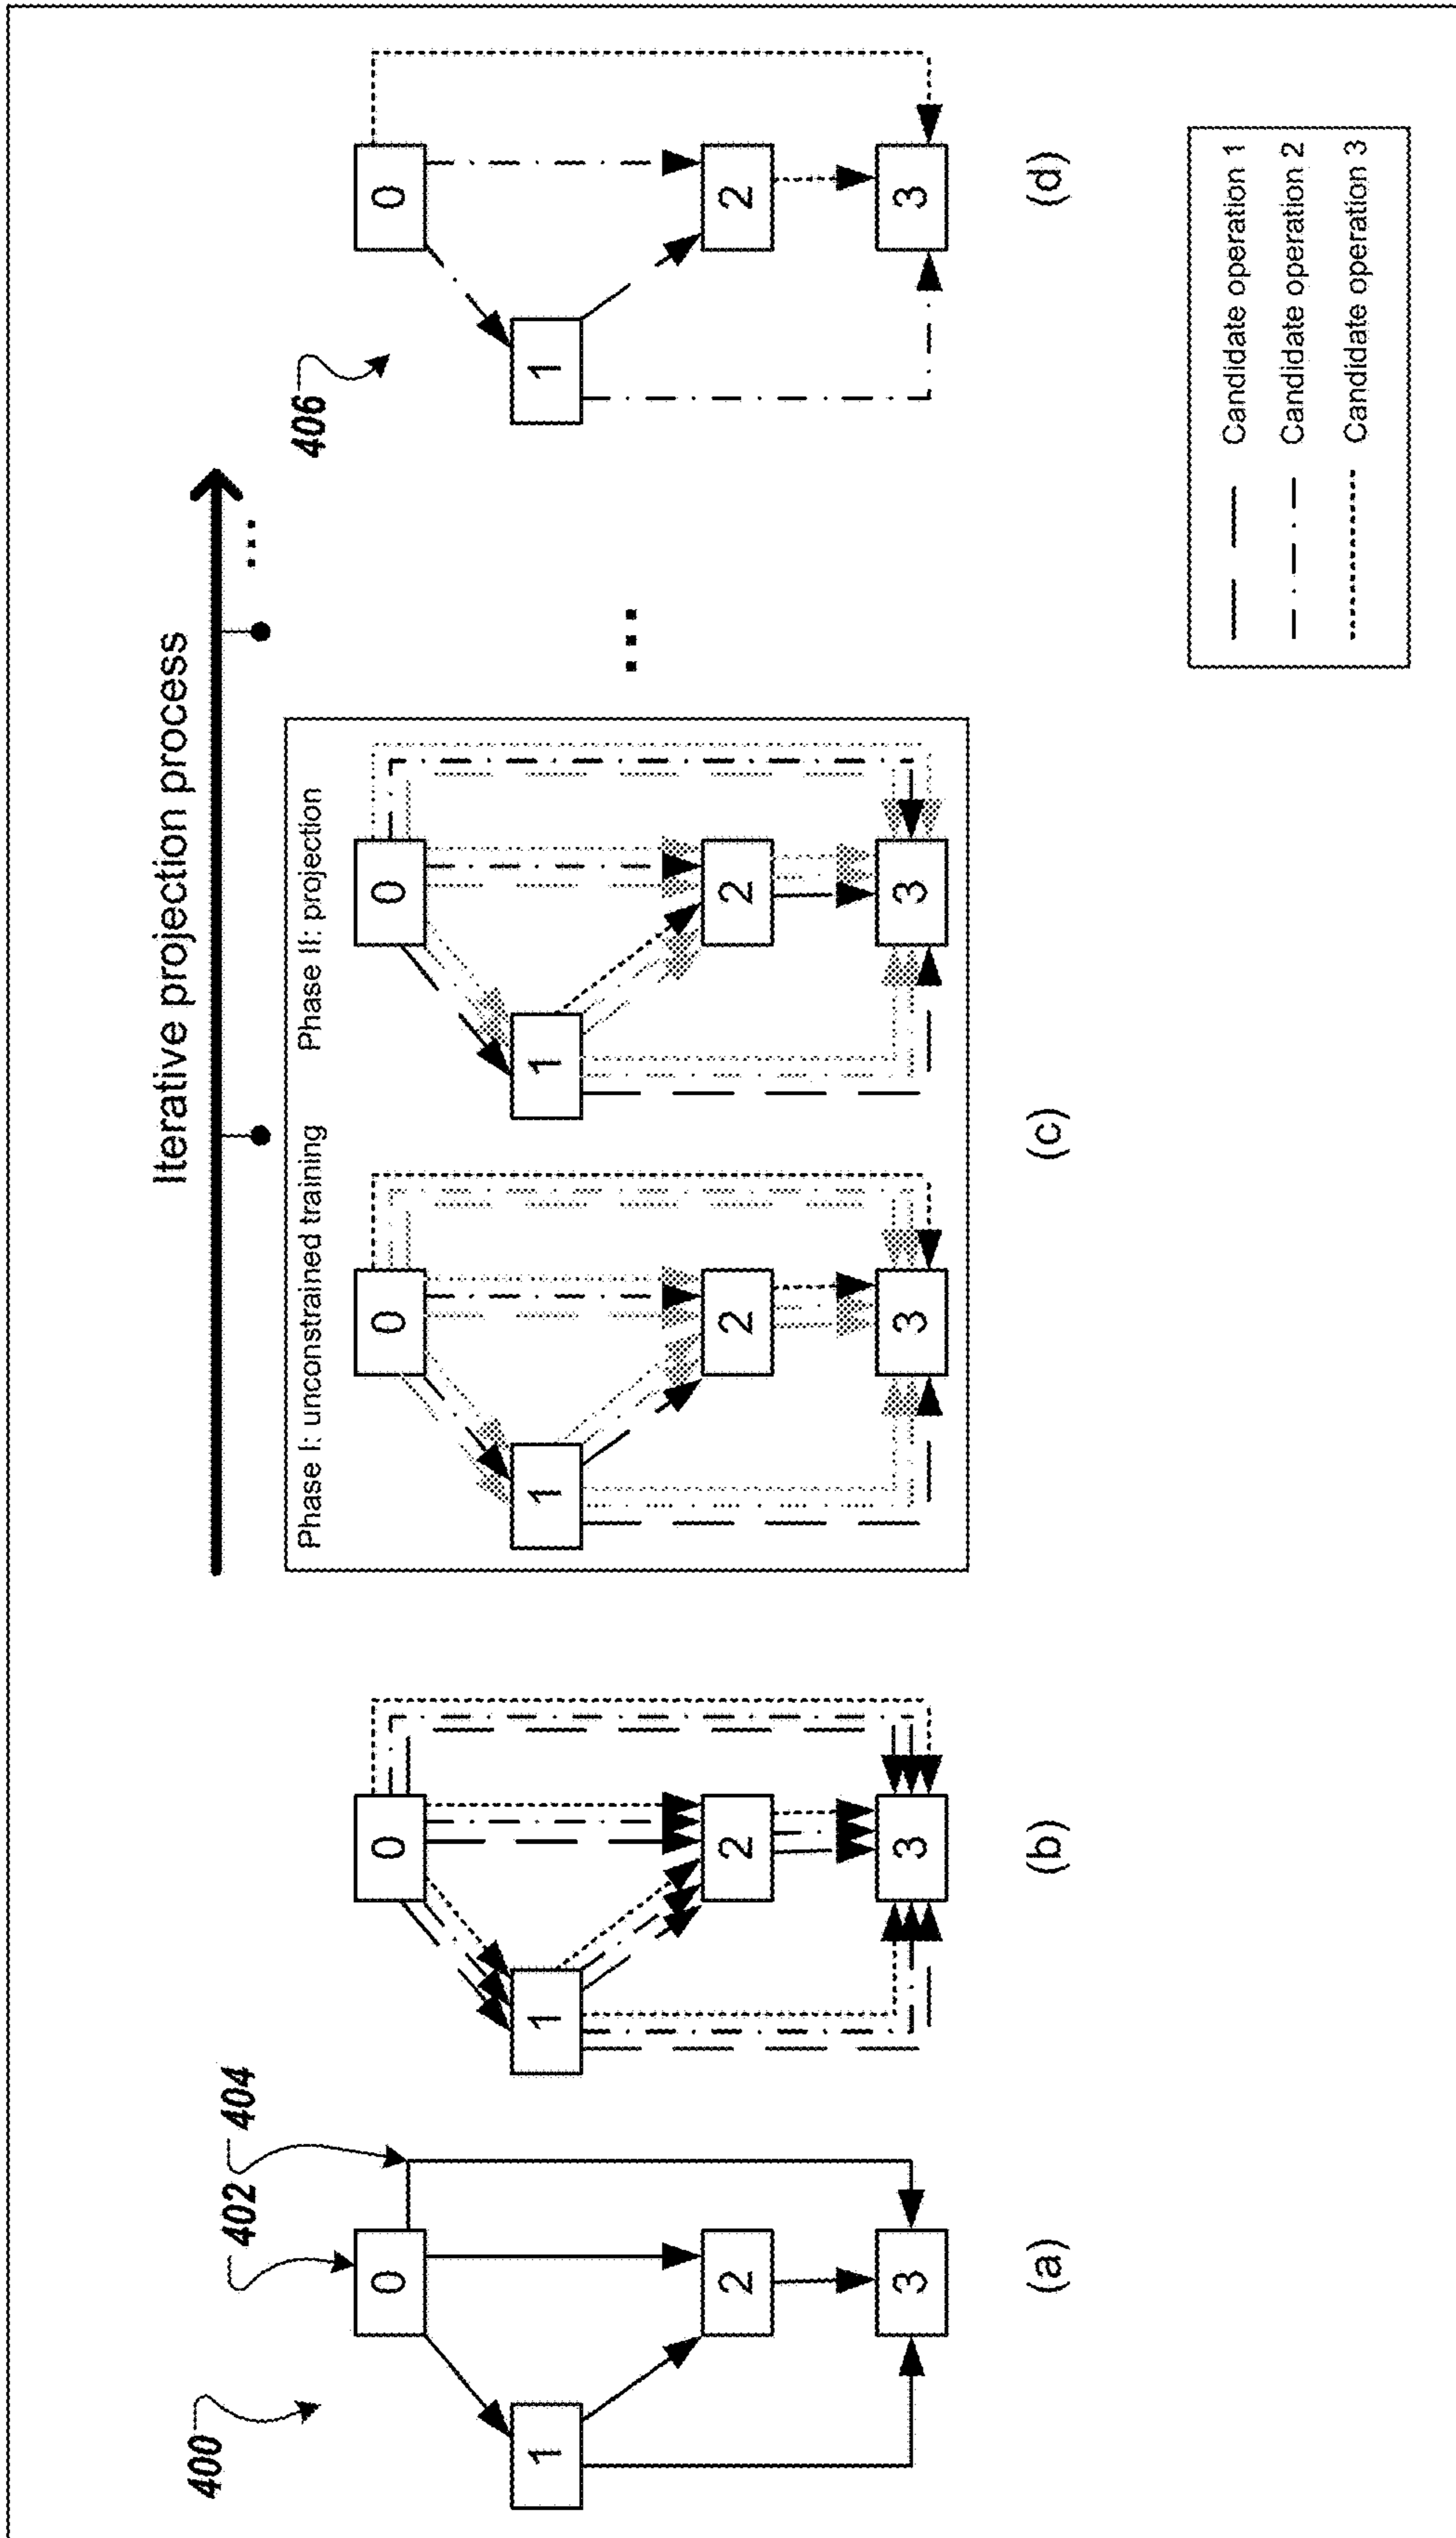 Iterative projection process
...
400
402
404
406
Phase I: unconstrained training
Phase II: projection
0
1
2
3
(a)
0
1
2
3
(b)
0
1
2
3
0
1
2
3
(c)
...
0
1
2
3
(d)
Candidate operation 1
Candidate operation 2
Candidate operation 3